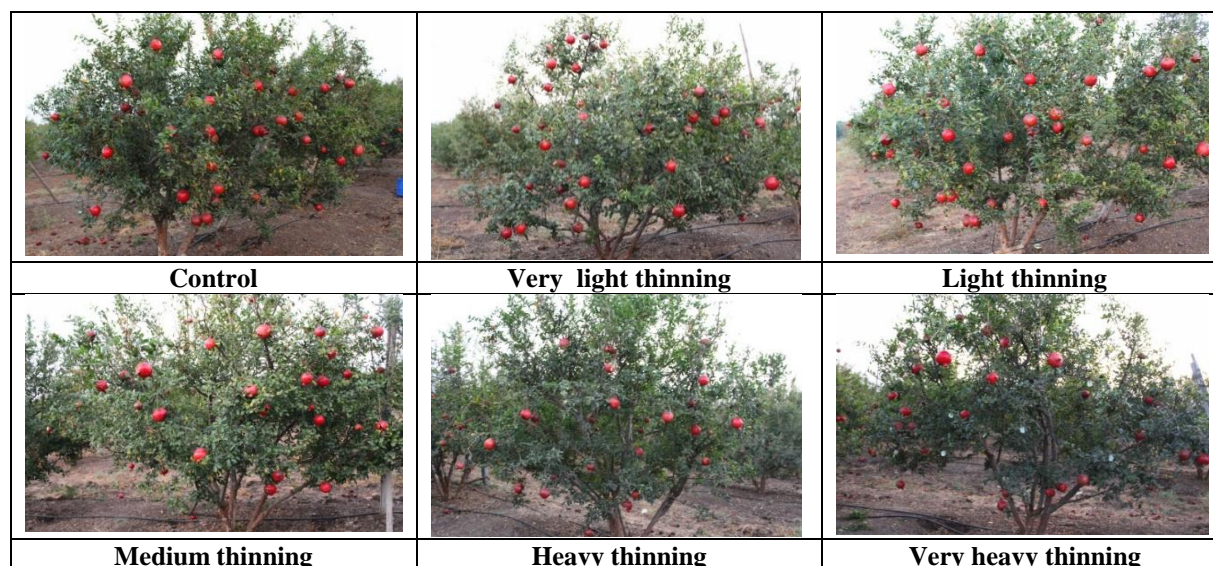 Control
Very light thinning
Light thinning
Medium thinning
Heavy thinning
Very heavy thinning